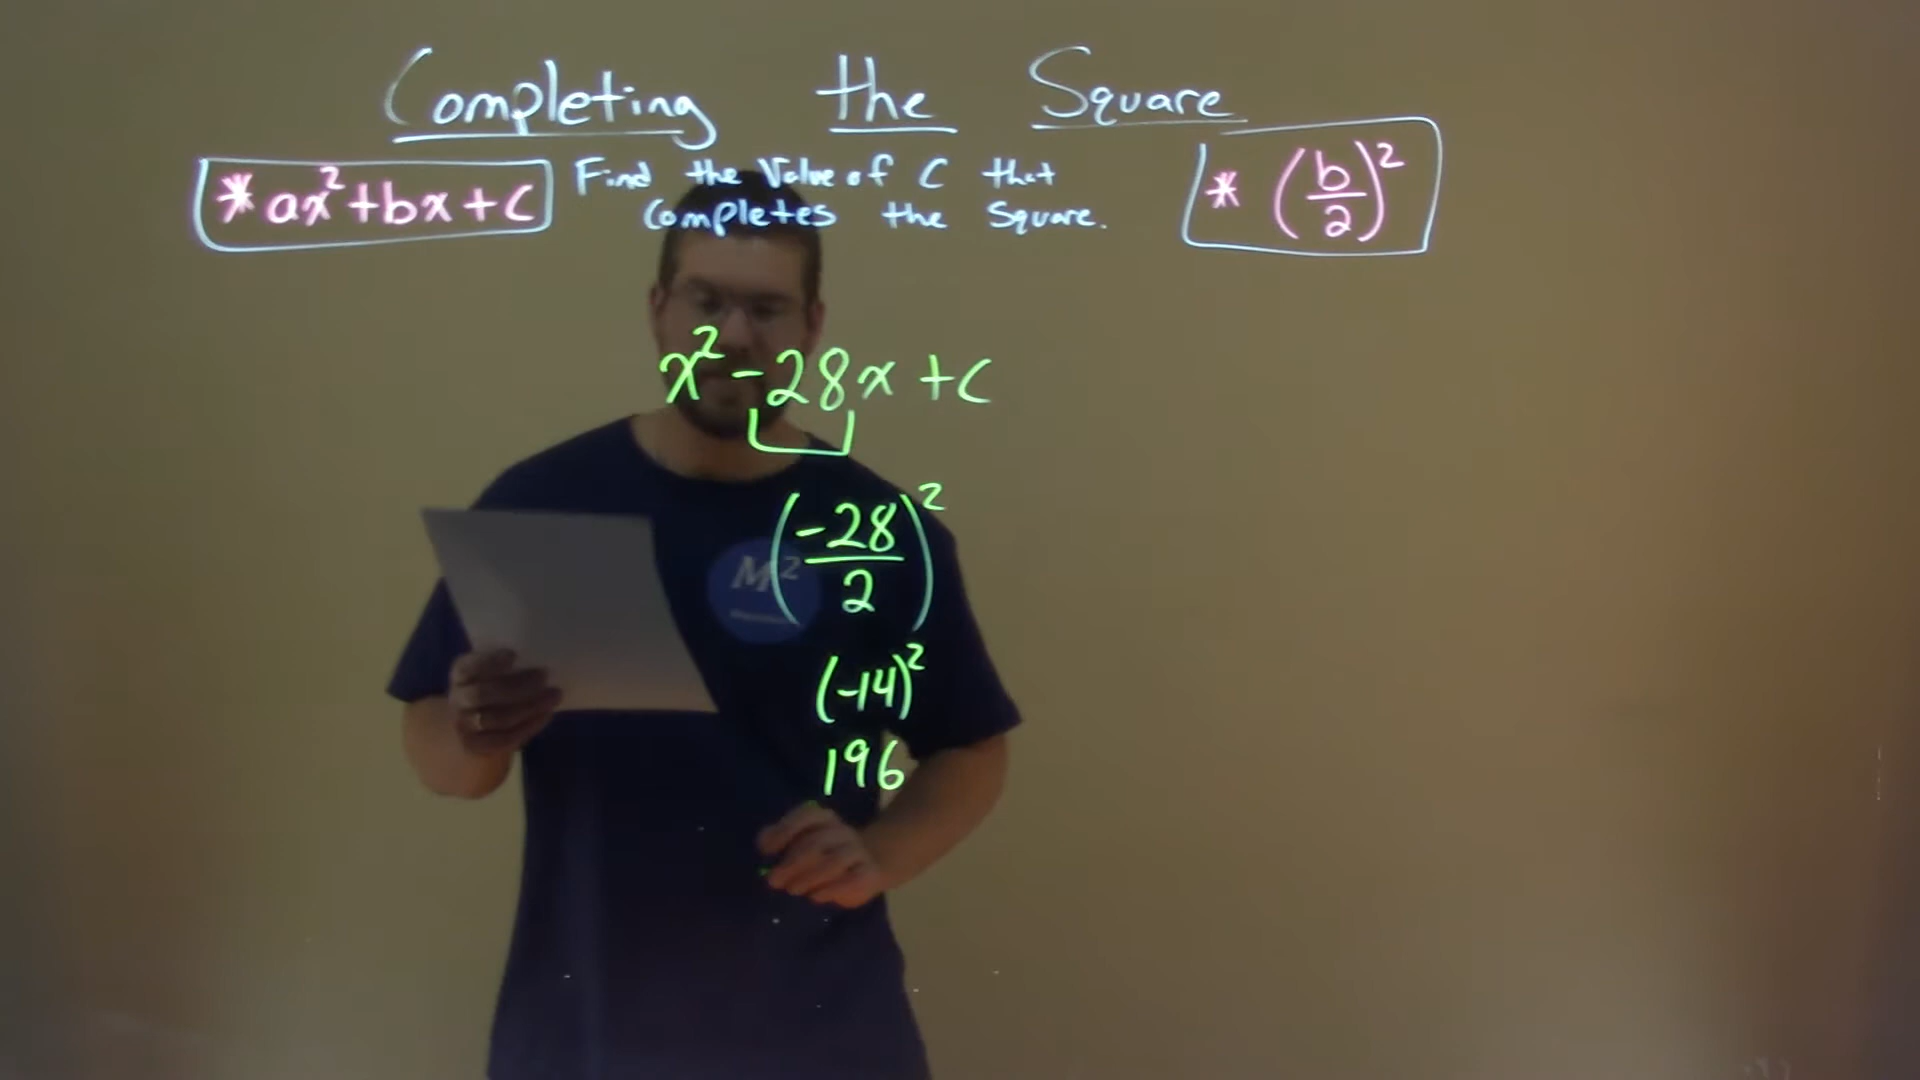 Completing the Square
* ax²+bx+c
Find the Value of C that
Completes the Square.
* (b/2)²
x² -28x +c
(-28/2)²
M²
(-14)²
196